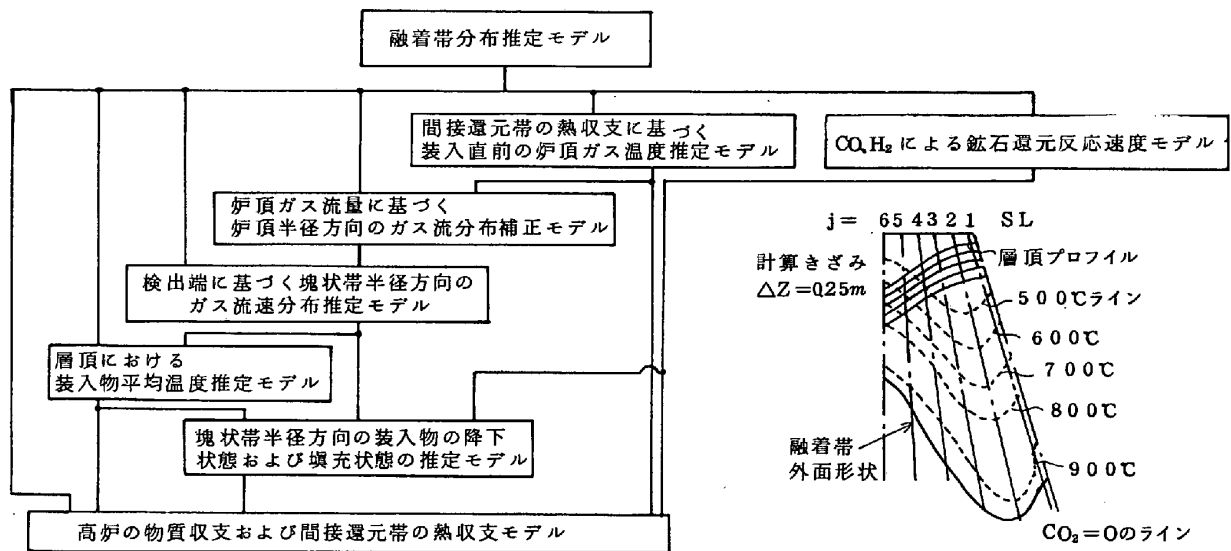 融着帯分布推定モデル
間接還元帯の熱収支に基づく
装入直前の炉頂ガス温度推定モデル
CO,H₂による鉱石還元反応速度モデル
炉頂ガス流量に基づく
炉頂半径方向のガス流分布補正モデル
検出端に基づく塊状帯半径方向の
ガス流速分布推定モデル
層頂における
装入物平均温度推定モデル
塊状帯半径方向の装入物の降下
状態および填充状態の推定モデル
高炉の物質収支および間接還元帯の熱収支モデル
j= 6 5 4 3 2 1 SL
計算きざみ
△Z=0.25m
層頂プロフイル
500℃ライン
600℃
700℃
800℃
900℃
融着帯
外面形状
CO₂=0のライン